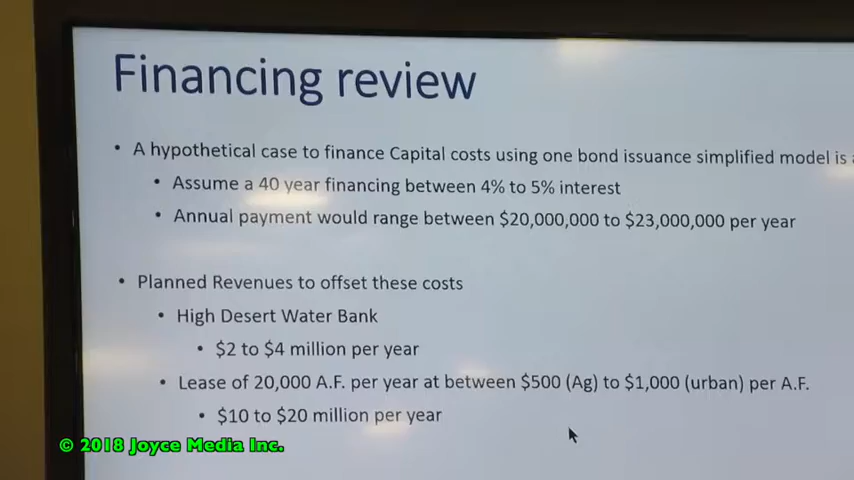 Financing review
• A hypothetical case to finance Capital costs using one bond issuance simplified model is
• Assume a 40 year financing between 4% to 5% interest
• Annual payment would range between $20,000,000 to $23,000,000 per year
• Planned Revenues to offset these costs
• High Desert Water Bank
• $2 to $4 million per year
• Lease of 20,000 A.F. per year at between $500 (Ag) to $1,000 (urban) per A.F.
• $10 to $20 million per year
© 2018 Joyce Media Inc.